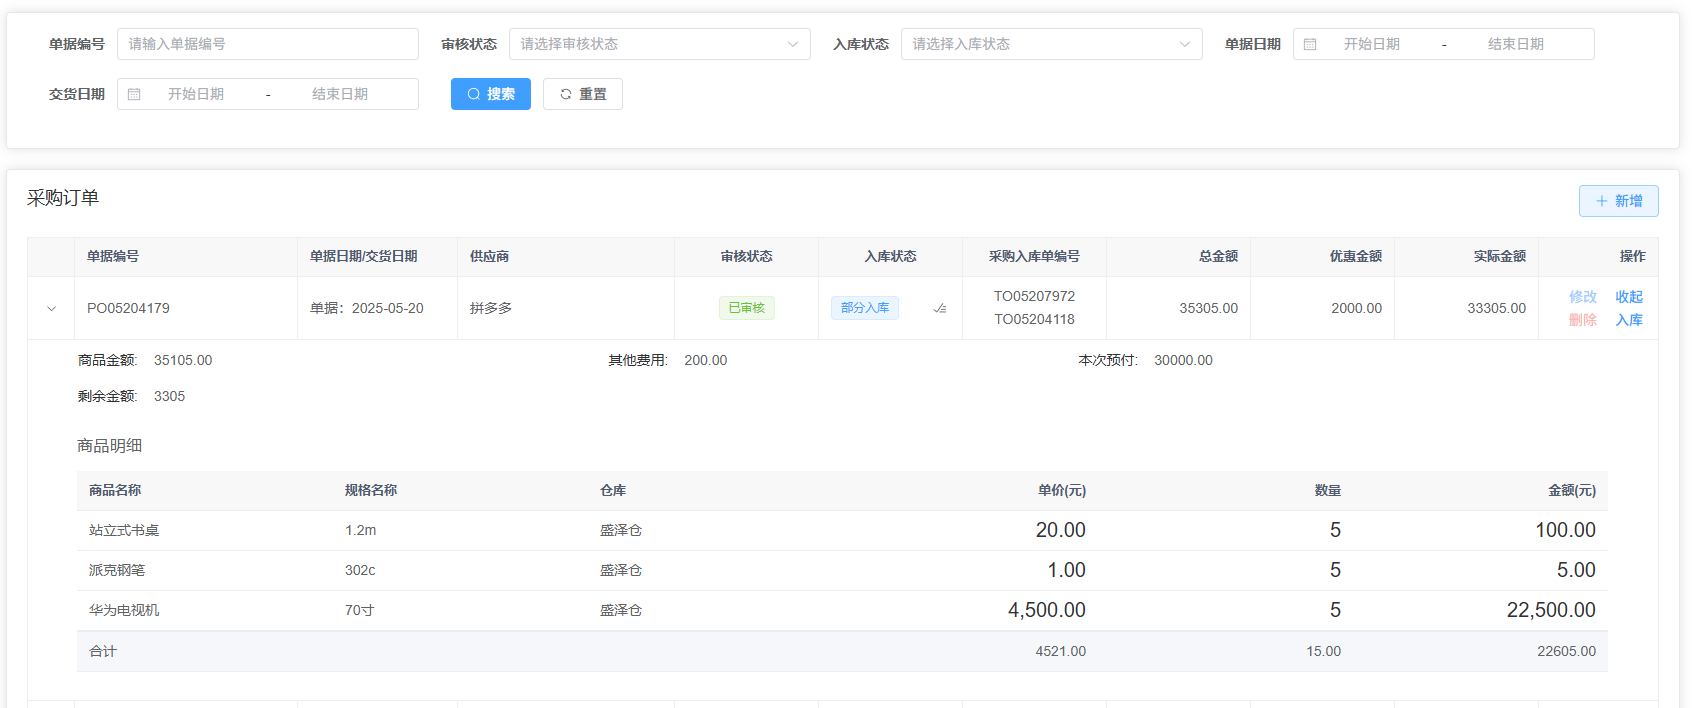 单据编号 请输入单据编号 审核状态 请选择审核状态 入库状态 请选择入库状态 单据日期 开始日期 - 结束日期
交货日期 开始日期 - 结束日期 搜索 重置
采购订单 新增
单据编号 单据日期/交货日期 供应商 审核状态 入库状态 采购入库单编号 总金额 优惠金额 实际金额 操作
PO05204179 单据：2025-05-20 拼多多 已审核 部分入库 TO05207972 35305.00 2000.00 33305.00 修改 收起
TO05204118 删除 入库
商品金额: 35105.00 其他费用: 200.00 本次预付: 30000.00
剩余金额: 3305
商品明细
商品名称 规格名称 仓库 单价(元) 数量 金额(元)
站立式书桌 1.2m 盛泽仓 20.00 5 100.00
派克钢笔 302c 盛泽仓 1.00 5 5.00
华为电视机 70寸 盛泽仓 4,500.00 5 22,500.00
合计 4521.00 15.00 22605.00